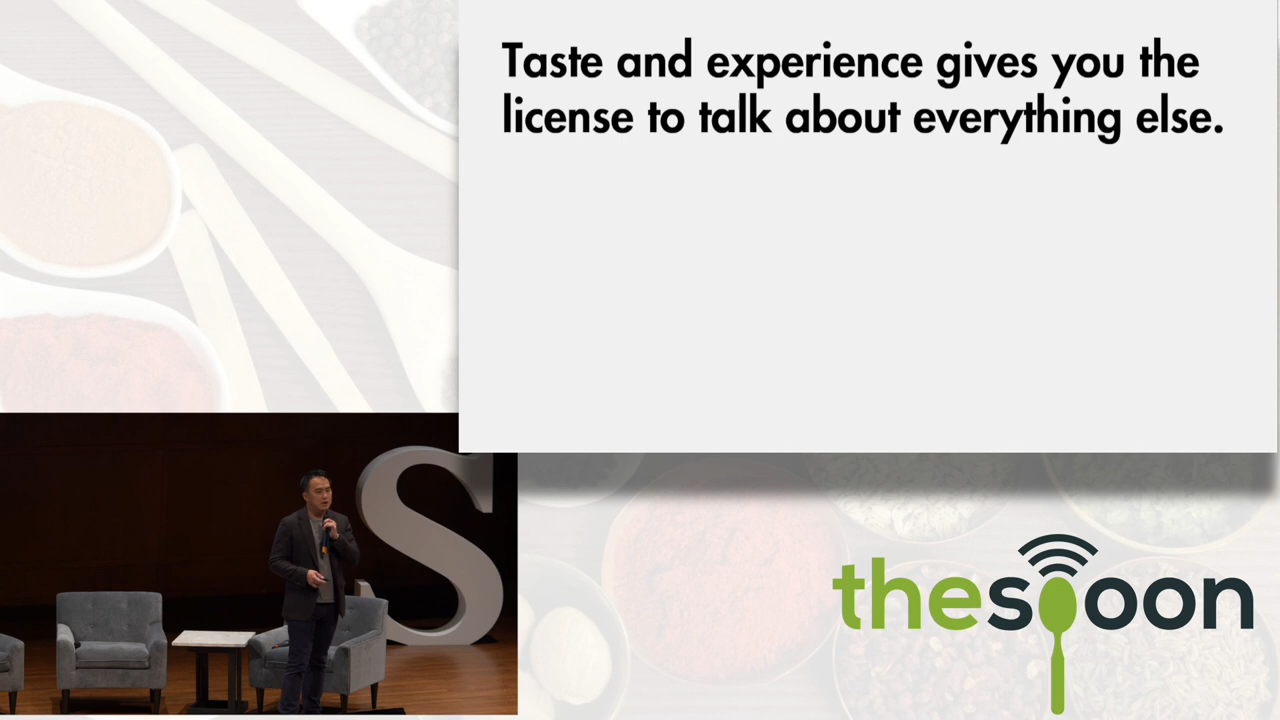 Taste and experience gives you the
license to talk about everything else.
S
thespoon